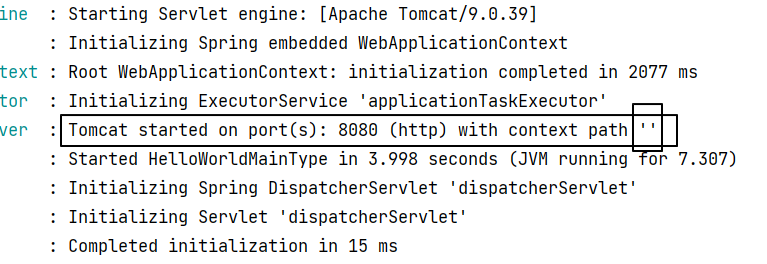 ine : Starting Servlet engine: [Apache Tomcat/9.0.39]
: Initializing Spring embedded WebApplicationContext
text : Root WebApplicationContext: initialization completed in 2077 ms
tor : Initializing ExecutorService 'applicationTaskExecutor'
ver : Tomcat started on port(s): 8080 (http) with context path ''
: Started HelloWorldMainType in 3.998 seconds (JVM running for 7.307)
: Initializing Spring DispatcherServlet 'dispatcherServlet'
: Initializing Servlet 'dispatcherServlet'
: Completed initialization in 15 ms